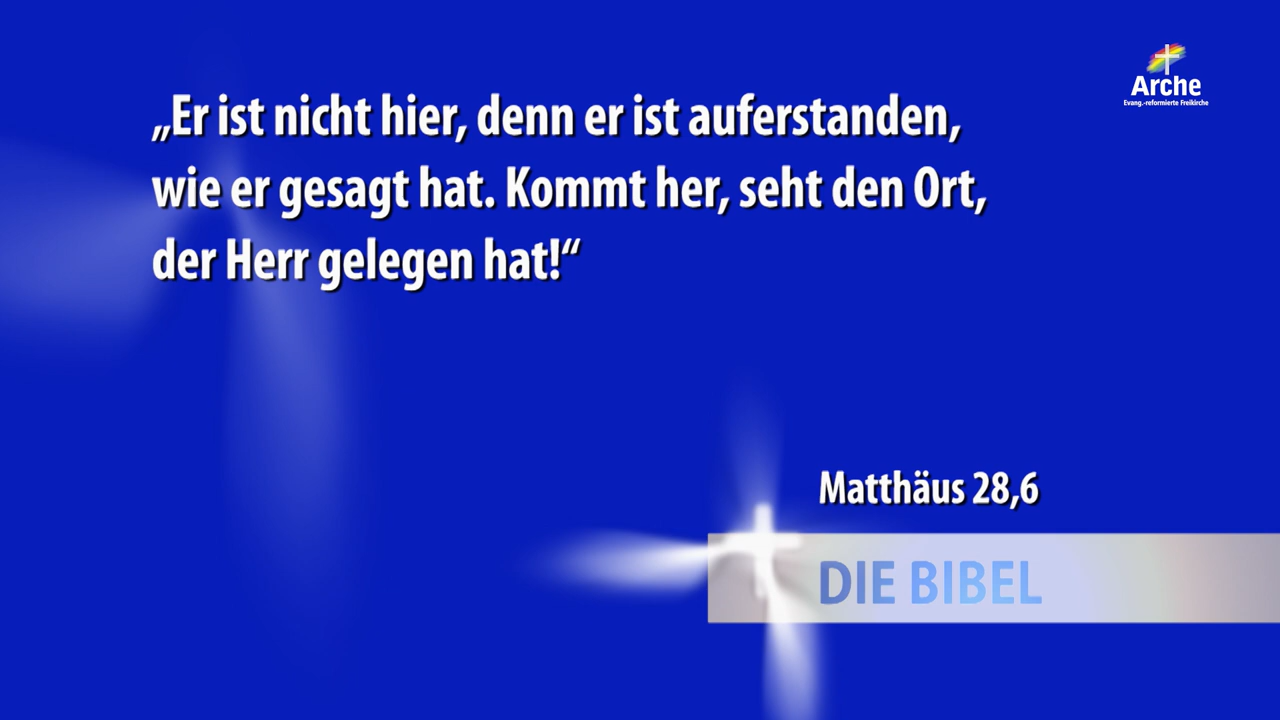 Arche
Evang.-reformierte Freikirche
„Er ist nicht hier, denn er ist auferstanden,
wie er gesagt hat. Kommt her, seht den Ort,
der Herr gelegen hat!“
Matthäus 28,6
DIE BIBEL